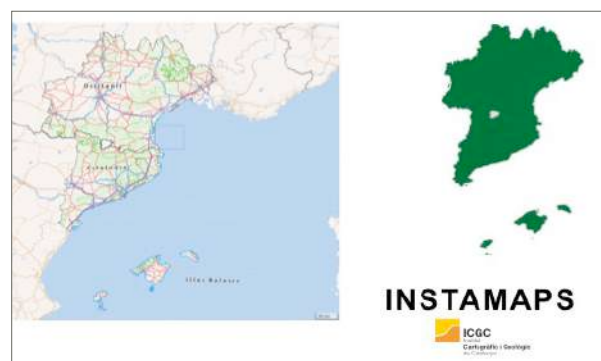 Occitanie
Catalunya
Illes Balears
INSTAMAPS
ICGC
Institut
Cartogràfic i Geològic
de Catalunya